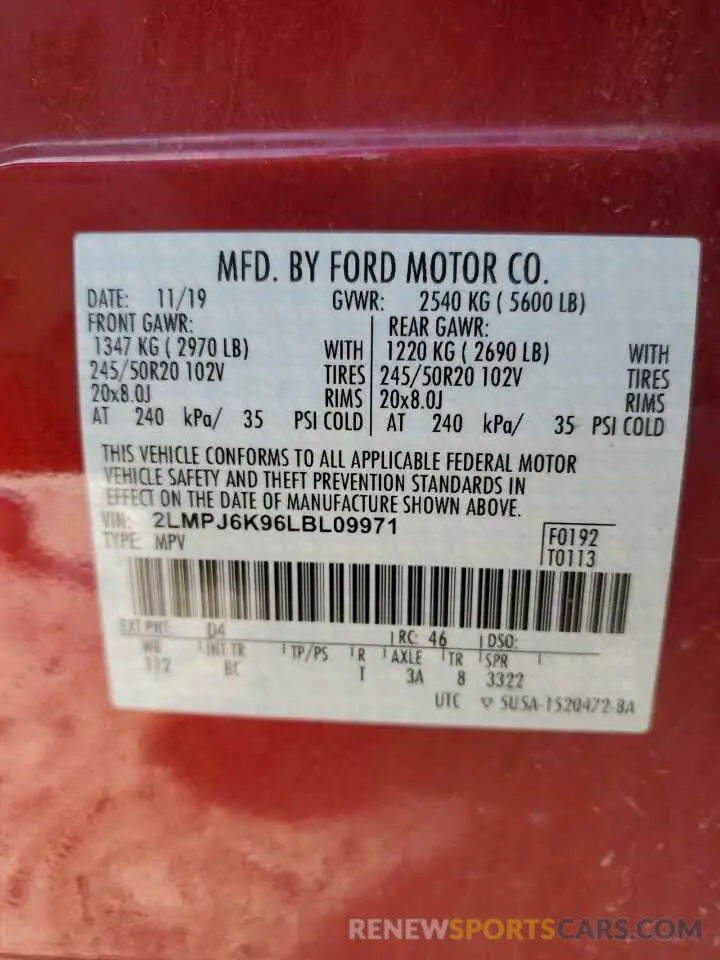 MFD. BY FORD MOTOR CO.
DATE: 11/19 GVWR: 2540 KG ( 5600 LB)
FRONT GAWR: REAR GAWR:
1347 KG ( 2970 LB) WITH 1220 KG ( 2690 LB) WITH
245/50R20 102V TIRES 245/50R20 102V TIRES
20x8.0J RIMS 20x8.0J RIMS
AT 240 kPa/ 35 PSI COLD AT 240 kPa/ 35 PSI COLD
THIS VEHICLE CONFORMS TO ALL APPLICABLE FEDERAL MOTOR
VEHICLE SAFETY AND THEFT PREVENTION STANDARDS IN
EFFECT ON THE DATE OF MANUFACTURE SHOWN ABOVE.
VIN: 2LMPJ6K96LBL09971
TYPE: MPV
F0192
T0113
EXT PNT: D4 RC: 46 DSO:
WB INT TR TP/PS R AXLE TR SPR
112 BC 1 3A 8 3322
UTC ▽ 5U5A-1520472-BA
RENEWSPORTSCARS.COM